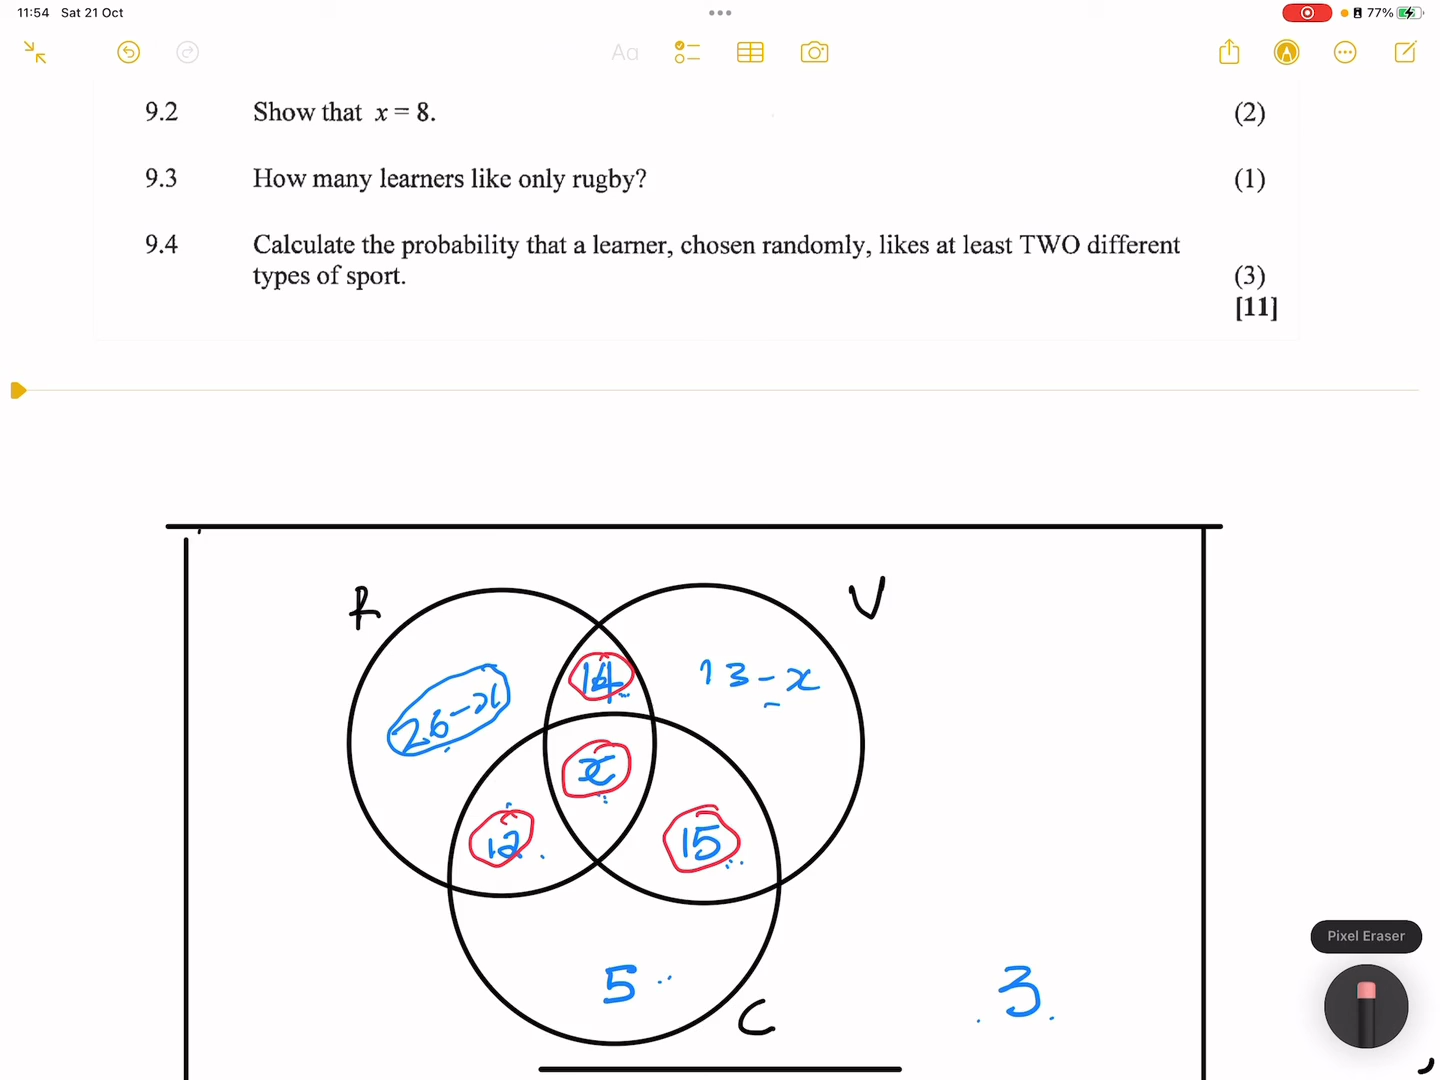 11:54 Sat 21 Oct
77%
Aa
9.2 Show that x = 8. (2)
9.3 How many learners like only rugby? (1)
9.4 Calculate the probability that a learner, chosen randomly, likes at least TWO different
types of sport. (3)
[11]
R
V
26-x
14
13-x
x
12
15
5
3
C
Pixel Eraser